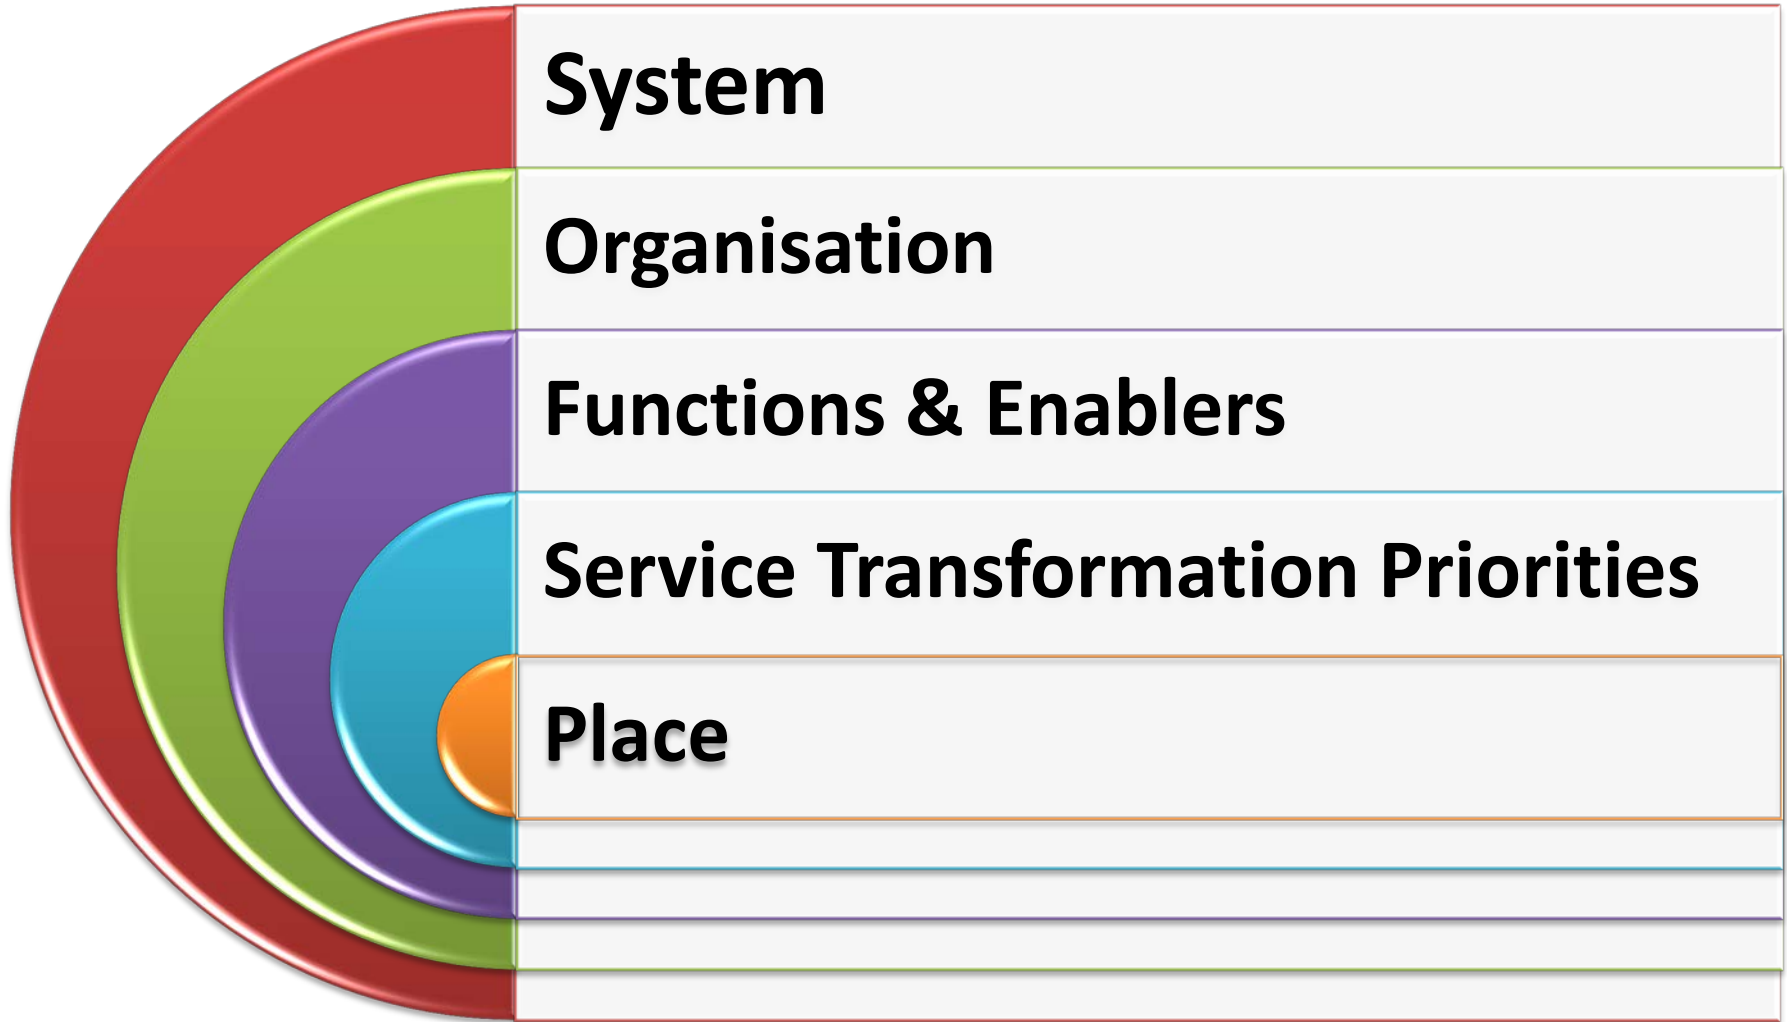 System
Organisation
Functions & Enablers
Service Transformation Priorities
Place